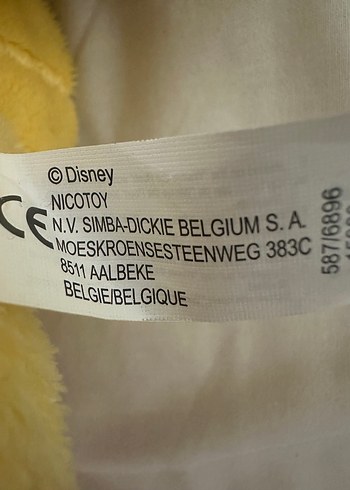 © Disney
CE
NICOTOY
N.V. SIMBA-DICKIE BELGIUM S. A.
MOESKROENSESTEENWEG 383C
8511 AALBEKE
BELGIE/BELGIQUE
587/6896